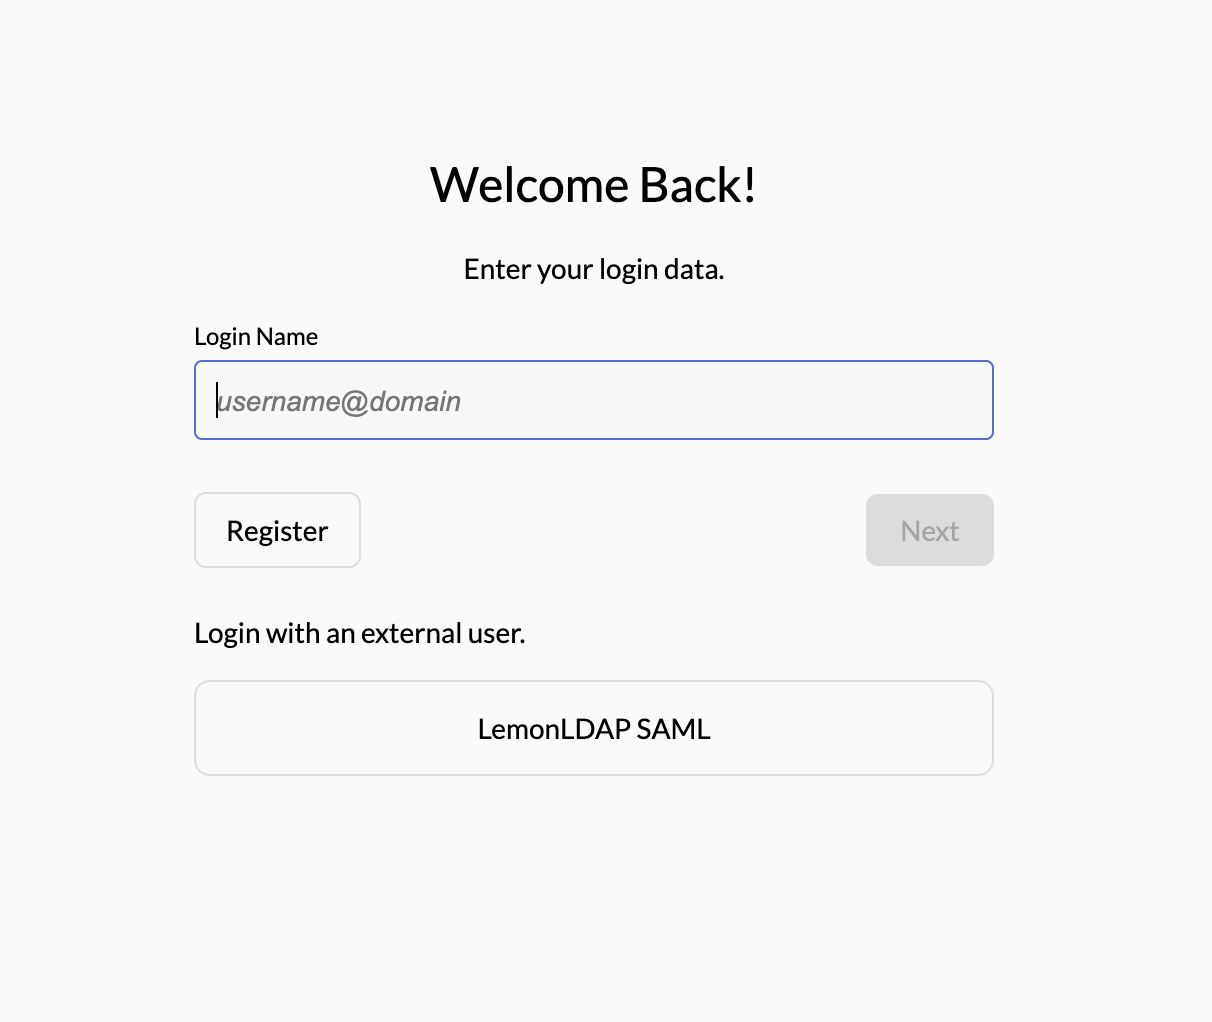 Welcome Back!
Enter your login data.
Login Name
username@domain
Register
Next
Login with an external user.
LemonLDAP SAML